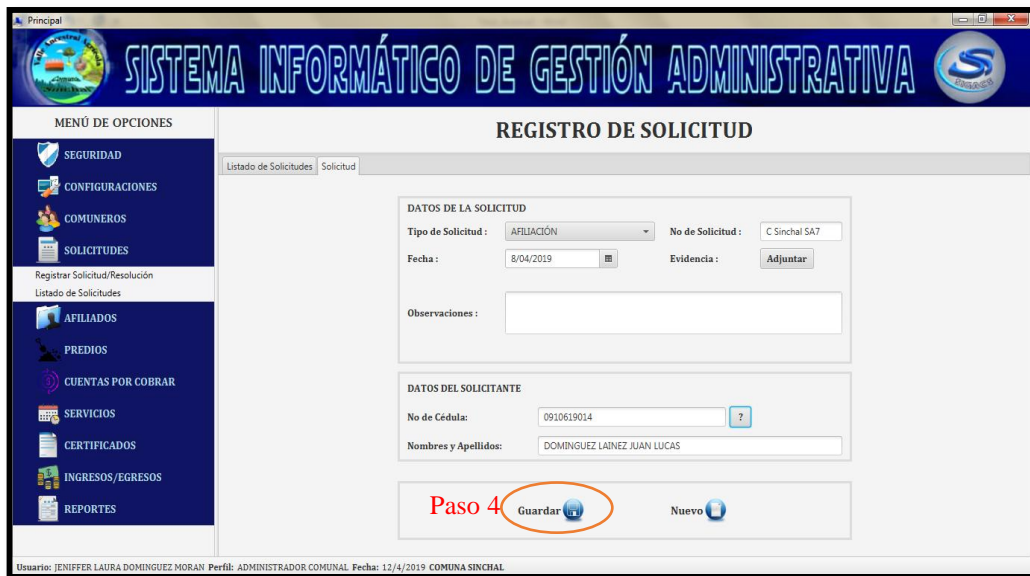 Principal
SISTEMA INFORMÁTICO DE GESTIÓN ADMINISTRATIVA
MENÚ DE OPCIONES
SEGURIDAD
CONFIGURACIONES
COMUNEROS
SOLICITUDES
Registrar Solicitud/Resolución
Listado de Solicitudes
AFILIADOS
PREDIOS
CUENTAS POR COBRAR
SERVICIOS
CERTIFICADOS
INGRESOS/EGRESOS
REPORTES
REGISTRO DE SOLICITUD
Listado de Solicitudes Solicitud
DATOS DE LA SOLICITUD
Tipo de Solicitud : AFILIACIÓN No de Solicitud : C Sinchal SA7
Fecha : 8/04/2019 Evidencia : Adjuntar
Observaciones :
DATOS DEL SOLICITANTE
No de Cédula: 0910619014 ?
Nombres y Apellidos: DOMINGUEZ LAINEZ JUAN LUCAS
Paso 4 Guardar Nuevo
Usuario: JENIFFER LAURA DOMINGUEZ MORAN Perfil: ADMINISTRADOR COMUNAL Fecha: 12/4/2019 COMUNA SINCHAL